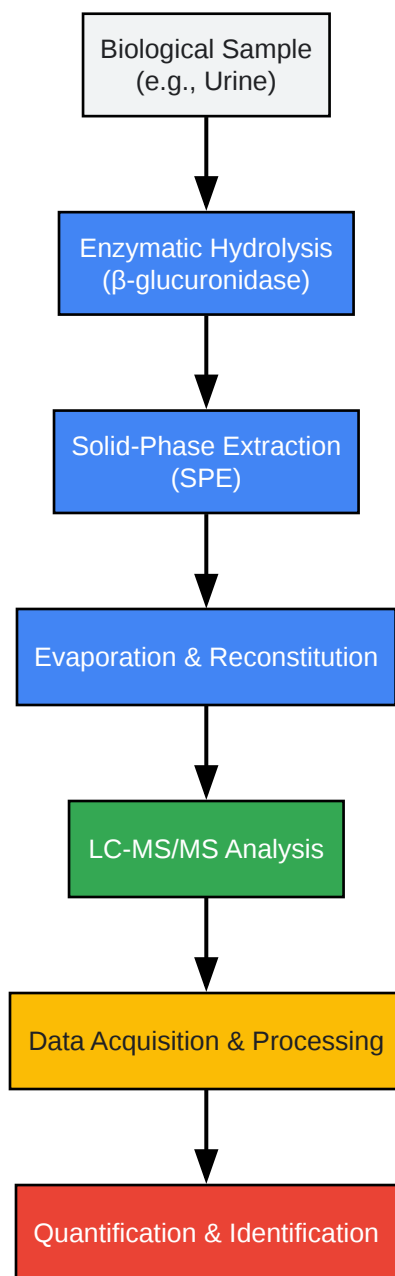 Biological Sample
(e.g., Urine)
Enzymatic Hydrolysis
(β-glucuronidase)
Solid-Phase Extraction
(SPE)
Evaporation & Reconstitution
LC-MS/MS Analysis
Data Acquisition & Processing
Quantification & Identification